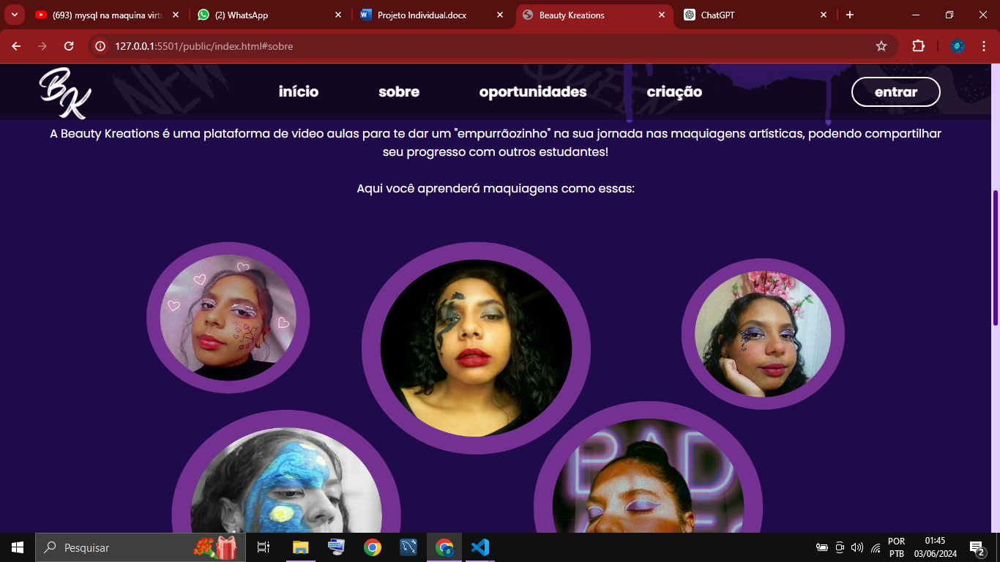 (693) mysql na maquina virtu
(2) WhatsApp
Projeto Individual.docx
Beauty Kreations
ChatGPT
127.0.0.1:5501/public/index.html#sobre
BK
NEW
QUEEN
início
sobre
oportunidades
criação
entrar
A Beauty Kreations é uma plataforma de video aulas para te dar um "empurrãozinho" na sua jornada nas maquiagens artísticas, podendo compartilhar
seu progresso com outros estudantes!
Aqui você aprenderá maquiagens como essas:
BAD
Pesquisar
POR
PTB
01:45
03/06/2024
2